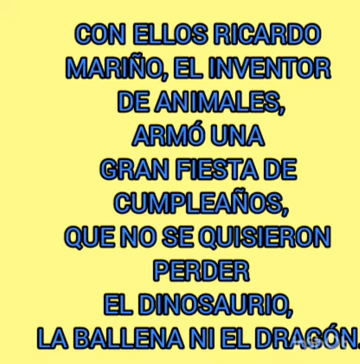 CON ELLOS RICARDO
MARIÑO, EL INVENTOR
DE ANIMALES,
ARMÓ UNA
GRAN FIESTA DE
CUMPLEAÑOS,
QUE NO SE QUISIERON
PERDER
EL DINOSAURIO,
LA BALLENA NI EL DRAGÓN.